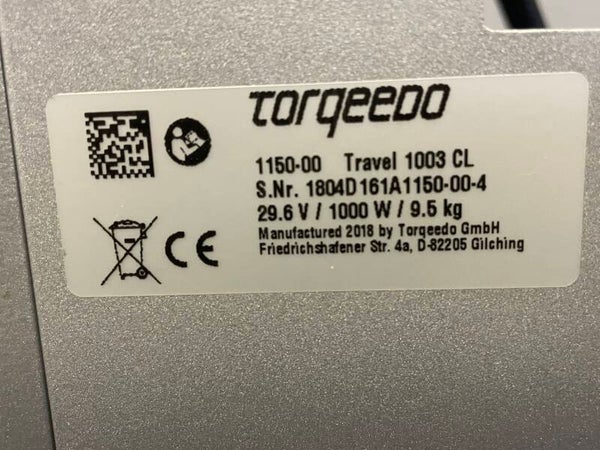 TORQEEDO
1150-00 Travel 1003 CL
S.Nr. 1804D161A1150-00-4
29.6 V / 1000 W / 9.5 kg
Manufactured 2018 by Torqeedo GmbH
Friedrichshafener Str. 4a, D-82205 Gilching
CE